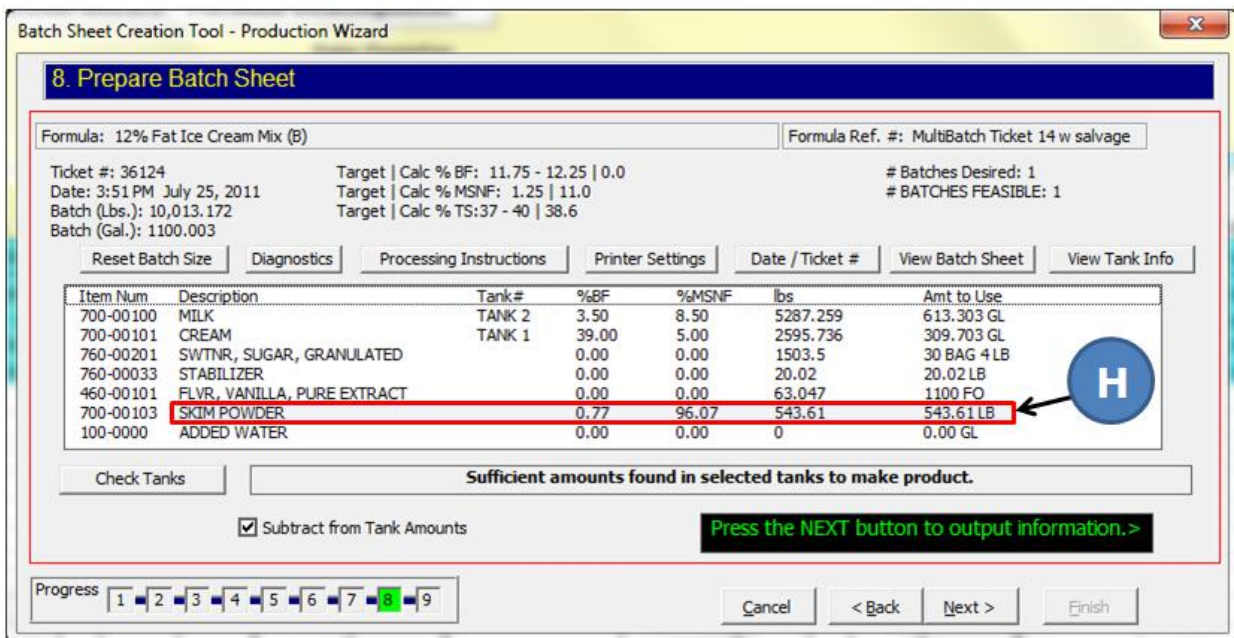 Batch Sheet Creation Tool - Production Wizard
8. Prepare Batch Sheet
Formula: 12% Fat Ice Cream Mix (B) Formula Ref. #: MultiBatch Ticket 14 w salvage
Ticket #: 36124 Target | Calc % BF: 11.75 - 12.25 | 0.0 # Batches Desired: 1
Date: 3:51 PM July 25, 2011 Target | Calc % MSNF: 1.25 | 11.0 # BATCHES FEASIBLE: 1
Batch (Lbs.): 10,013.172 Target | Calc % TS:37 - 40 | 38.6
Batch (Gal.): 1100.003
Reset Batch Size Diagnostics Processing Instructions Printer Settings Date / Ticket # View Batch Sheet View Tank Info
Item Num Description Tank# %BF %MSNF lbs Amt to Use
700-00100 MILK TANK 2 3.50 8.50 5287.259 613.303 GL
700-00101 CREAM TANK 1 39.00 5.00 2595.736 309.703 GL
760-00201 SWTNR, SUGAR, GRANULATED 0.00 0.00 1503.5 30 BAG 4 LB
760-00033 STABILIZER 0.00 0.00 20.02 20.02 LB
460-00101 FLVR, VANILLA, PURE EXTRACT 0.00 0.00 63.047 1100 FO
700-00103 SKIM POWDER 0.77 96.07 543.61 543.61 LB
100-0000 ADDED WATER 0.00 0.00 0 0.00 GL
H
Check Tanks Sufficient amounts found in selected tanks to make product.
Subtract from Tank Amounts Press the NEXT button to output information.>
Progress 1 2 3 4 5 6 7 8 9 Cancel < Back Next > Finish